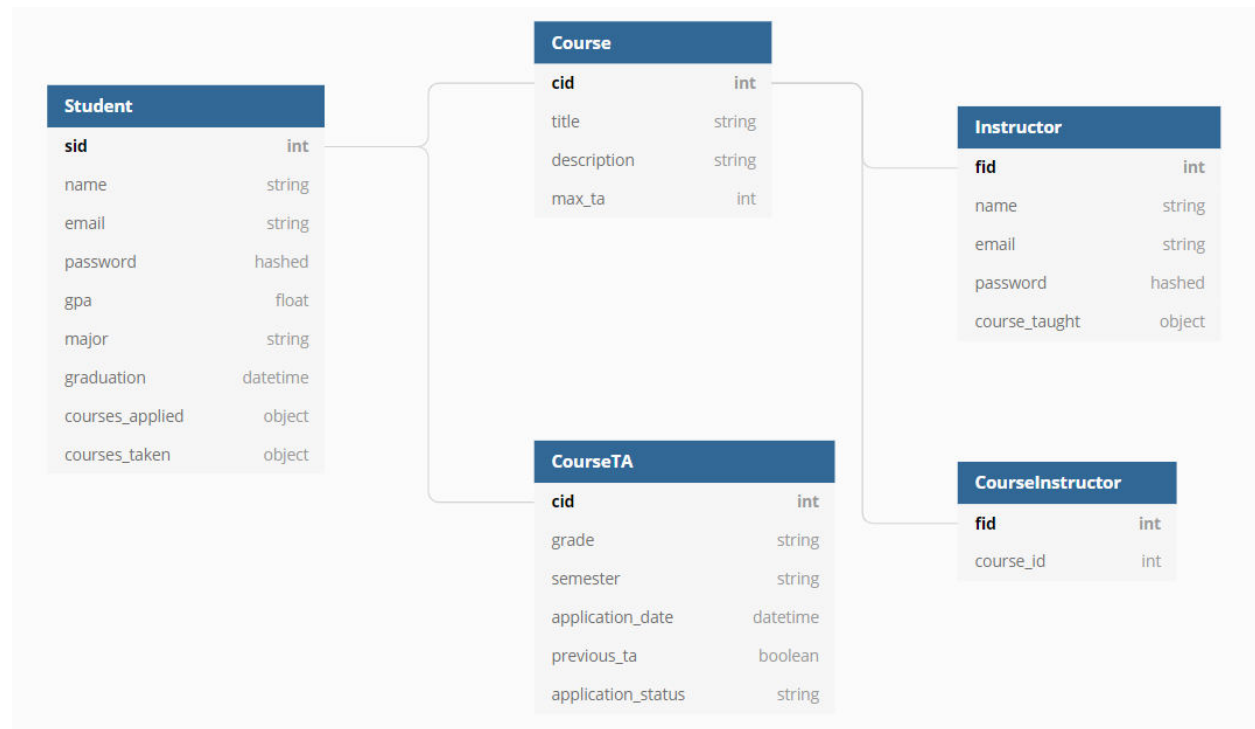 Student
sid int
name string
email string
password hashed
gpa float
major string
graduation datetime
courses_applied object
courses_taken object
Course
cid int
title string
description string
max_ta int
CourseTA
cid int
grade string
semester string
application_date datetime
previous_ta boolean
application_status string
Instructor
fid int
name string
email string
password hashed
course_taught object
CourseInstructor
fid int
course_id int